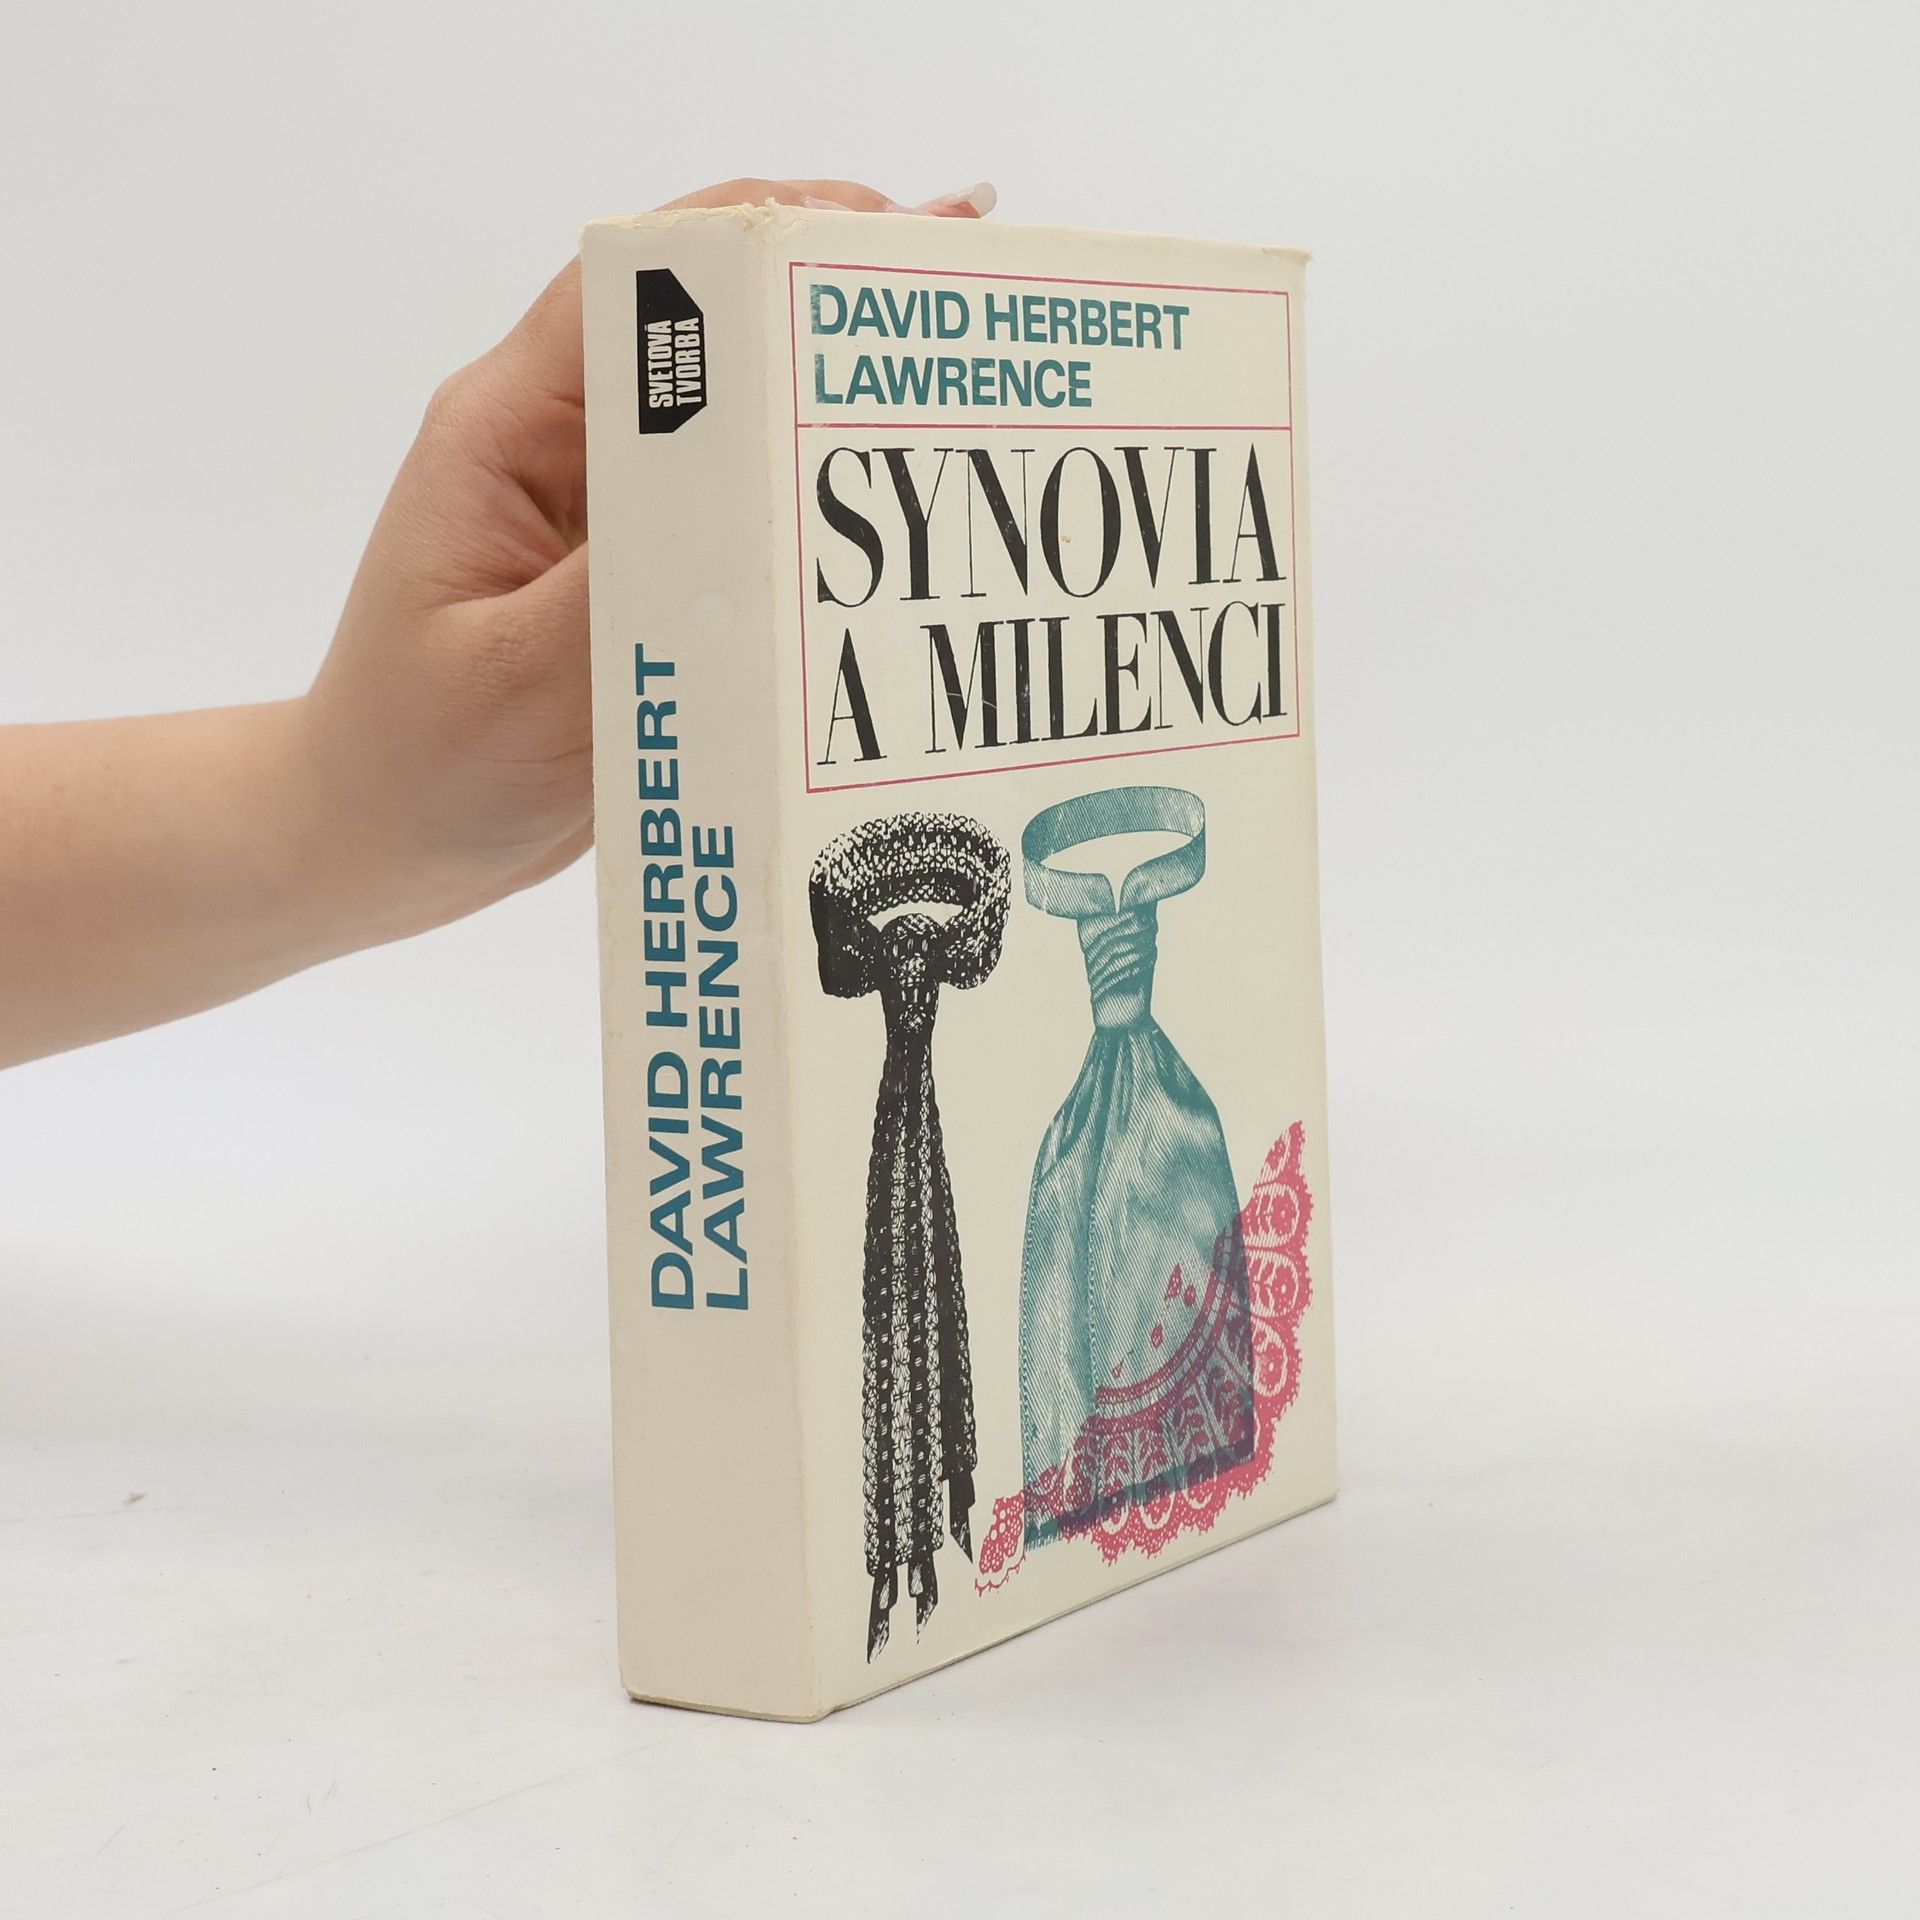 SVETOVÁ
TVORBA
DAVID HERBERT
LAWRENCE
DAVID HERBERT
LAWRENCE
SYNOVIA
A MILENCI